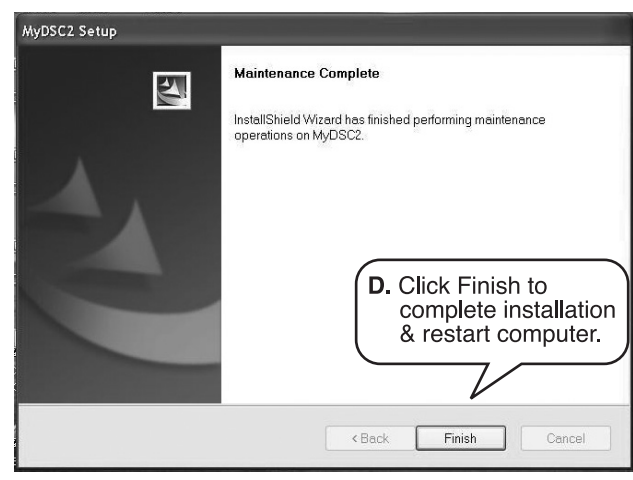 MyDSC2 Setup
Maintenance Complete
InstallShield Wizard has finished performing maintenance
operations on MyDSC2.
D. Click Finish to
complete installation
& restart computer.
< Back
Finish
Cancel